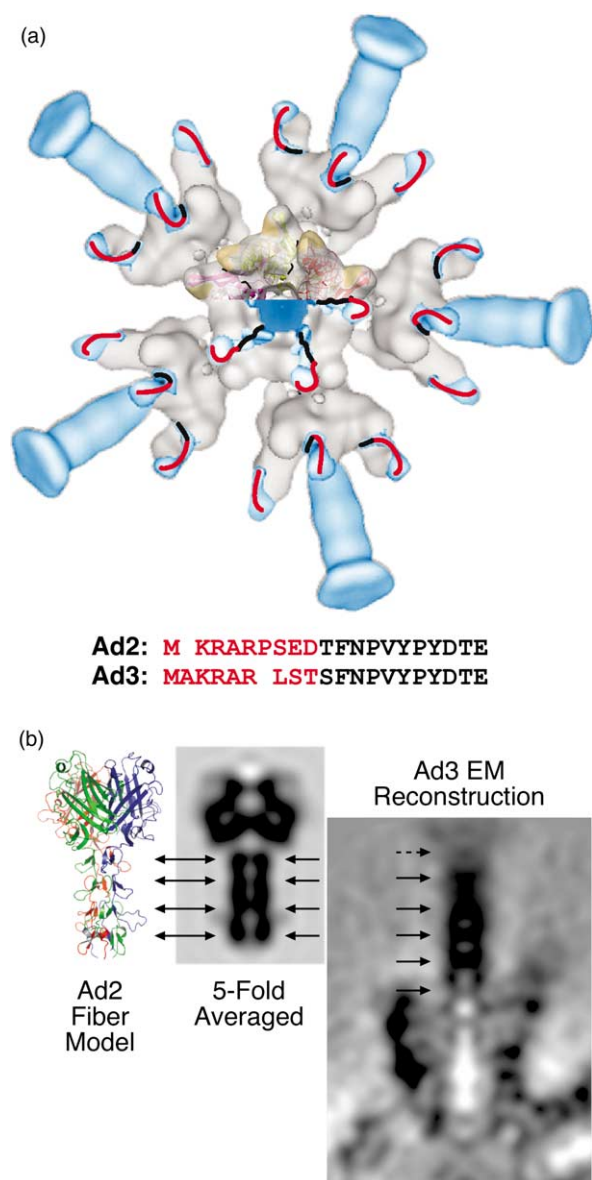 (a)
Ad2: M KRARPSEDTFNPVYPYDTE
Ad3: MAKRAR LSTSFNPVYPYDTE
(b)
Ad3 EM
Reconstruction
Ad2
Fiber
Model
5-Fold
Averaged